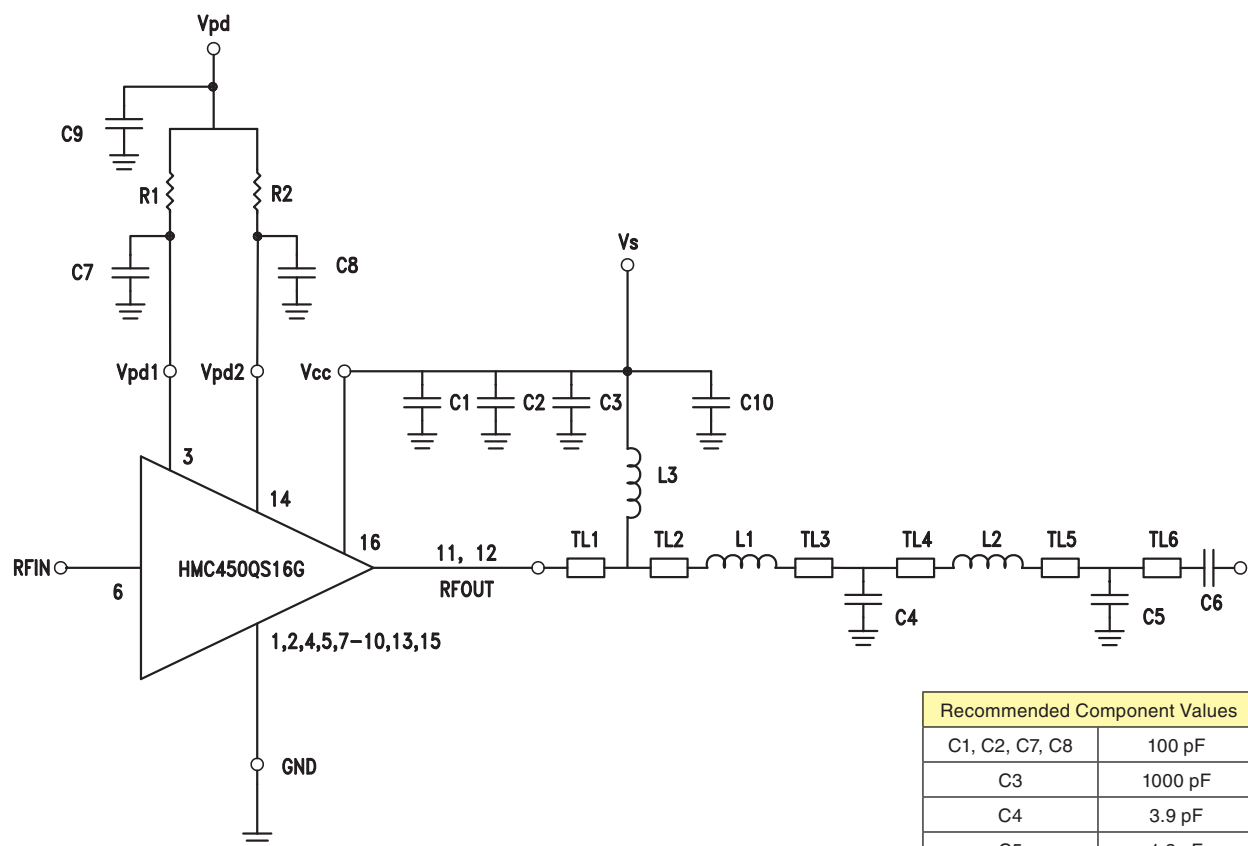 Vpd
C9
R1
R2
C7
C8
Vs
Vpd1
Vpd2
Vcc
C1
C2
C3
C10
3
L3
14
16
11, 12
TL1
TL2
L1
TL3
TL4
L2
TL5
TL6
RFIN
HMC450QS16G
6
RFOUT
C6
C4
C5
1,2,4,5,7-10,13,15
GND
Recommended Component Values
C1, C2, C7, C8 100 pF
C3 1000 pF
C4 3.9 pF